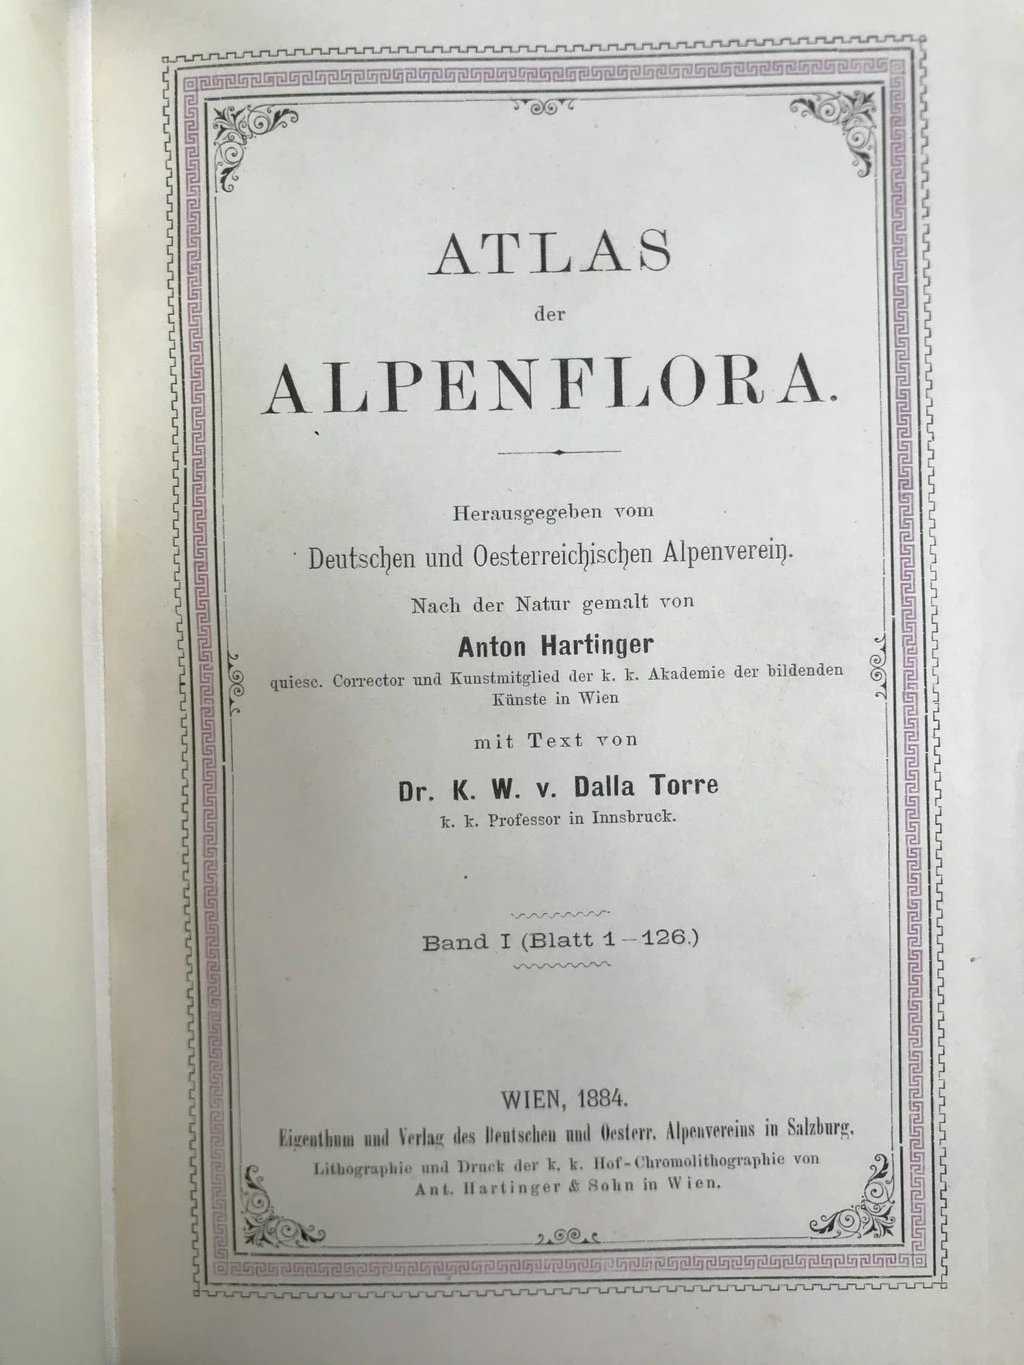 ATLAS
der
ALPENFLORA.
Herausgegeben vom
Deutschen und Oesterreichischen Alpenverein.
Nach der Natur gemalt von
Anton Hartinger
quiesc. Corrector und Kunstmitglied der k. k. Akademie der bildenden
Künste in Wien
mit Text von
Dr. K. W. v. Dalla Torre
k. k. Professor in Innsbruck.
Band I (Blatt 1–126.)
WIEN, 1884.
Eigenthum und Verlag des Deutschen und Oesterr. Alpenvereins in Salzburg.
Lithographie und Druck der k. k. Hof-Chromolithographie von
Ant. Hartinger & Sohn in Wien.